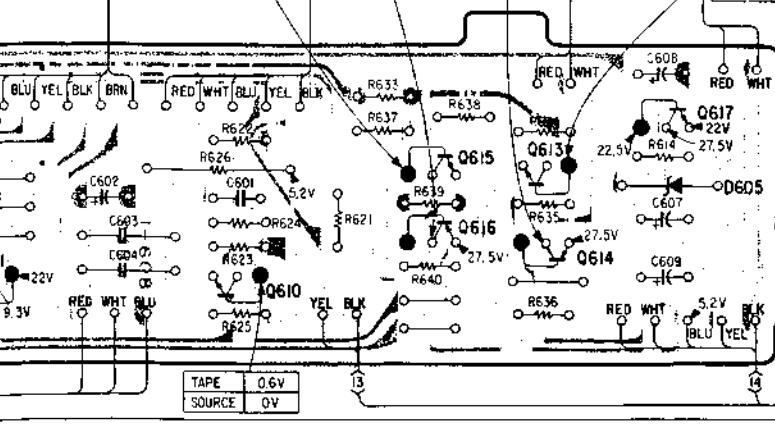 C608
RED WHT
RED WHT
BLU YEL BLK BRN
RED WHT BLU YEL BLK
R633
R638
Q617
R622
R637
22V
Q615
Q613
22.5V
R614
27.5V
R626
C602
C601
5.2V
R639
D605
R621
R635
C607
C603
R624
Q616
27.5V
R623
27.5V
Q614
C604
22V
Q610
R640
C609
9.3V
RED WHT BLU
YEL BLK
R636
RED WHT
5.2V
BLK
R625
BLU YEL
TAPE 0.6V
SOURCE 0V
13
14